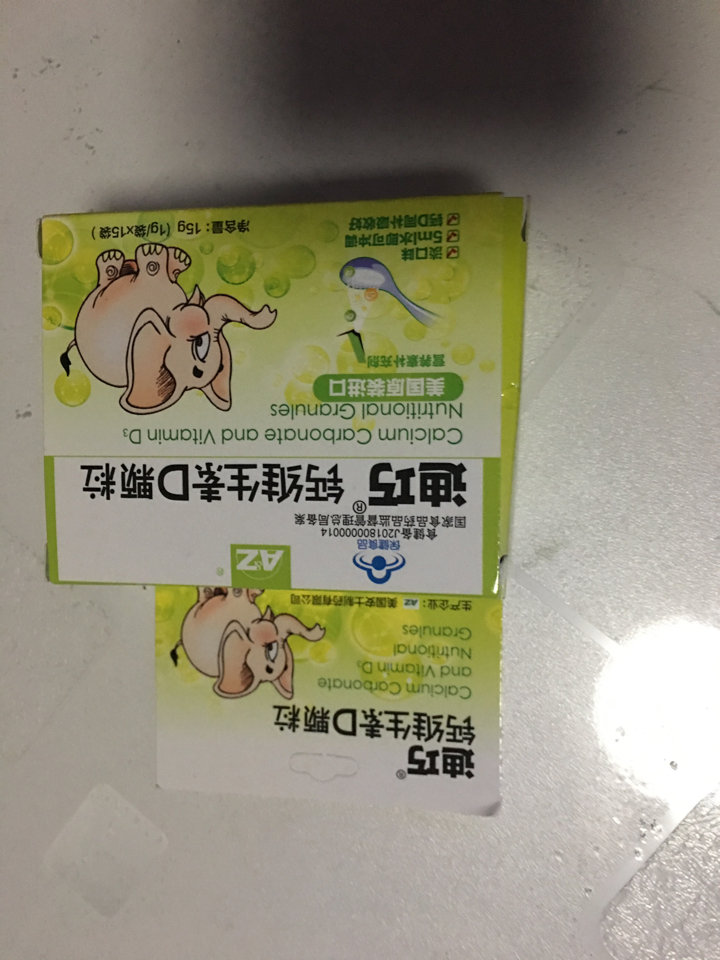 迪巧®
钙维生素D颗粒
Calcium Carbonate
and Vitamin D₃
Nutritional
Granules
生产企业：AZ 美国安士制药有限公司
保健食品
AZ®
食健备J201800000014
国家食品药品监督管理总局备案
迪巧® 钙维生素D颗粒
Calcium Carbonate and Vitamin D₃
Nutritional Granules
美国原装进口
营养素补充剂
淡口味
5ml水即可冲调
钙D同补吸收好
净含量：15g（1g/袋x15袋）